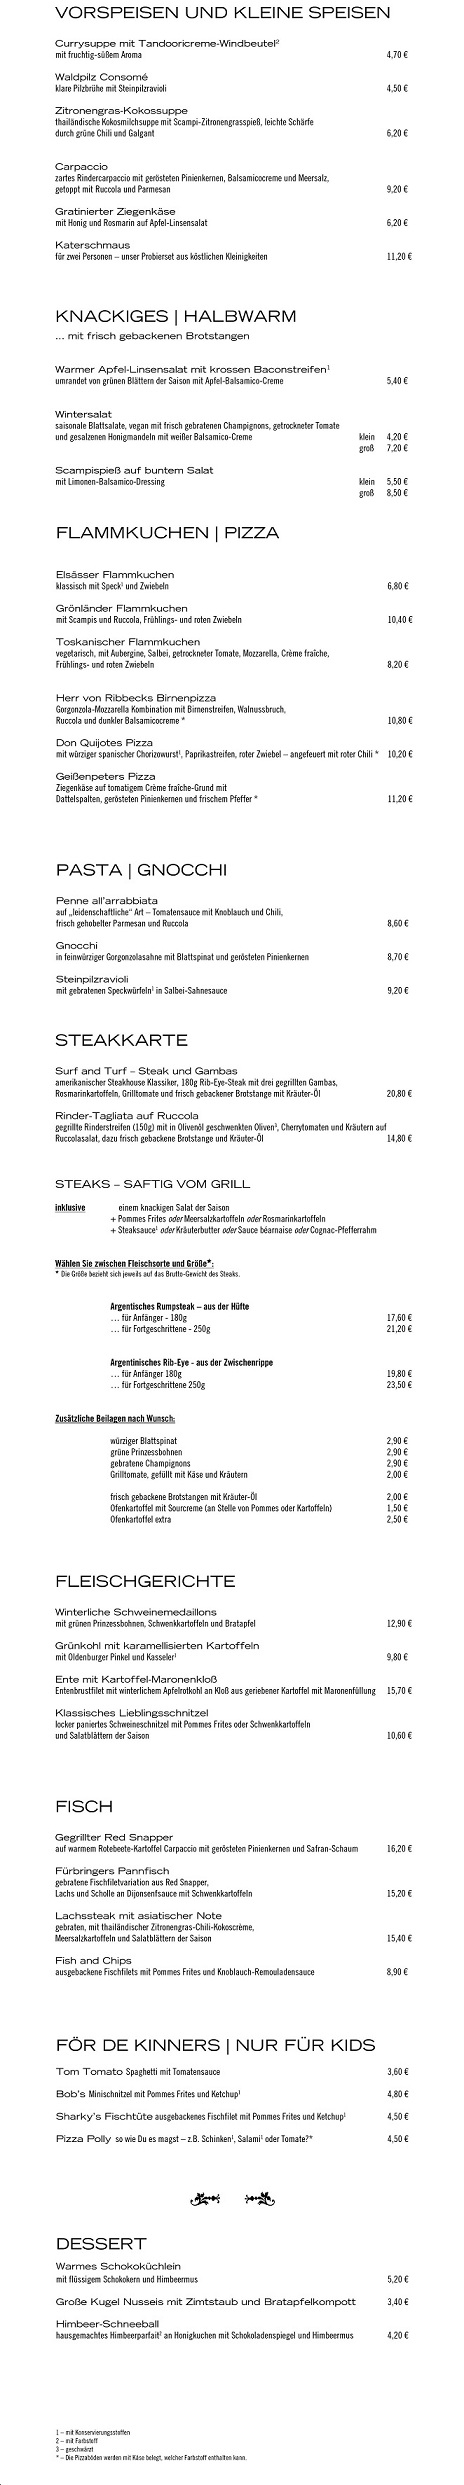 VORSPEISEN UND KLEINE SPEISEN
Currysuppe mit Tandooricreme-Windbeutel²
mit fruchtig-süßem Aroma 4,70 €
Waldpilz Consomé
klare Pilzbrühe mit Steinpilzravioli 4,50 €
Zitronengras-Kokossuppe
thailändische Kokosmilchsuppe mit Scampi-Zitronengrasspieß, leichte Schärfe
durch grüne Chili und Galgant 6,20 €
Carpaccio
zartes Rindercarpaccio mit gerösteten Pinienkernen, Balsamicocreme und Meersalz,
getoppt mit Ruccola und Parmesan 9,20 €
Gratinierter Ziegenkäse
mit Honig und Rosmarin auf Apfel-Linsensalat 6,20 €
Katerschmaus
für zwei Personen – unser Probierset aus köstlichen Kleinigkeiten 11,20 €
KNACKIGES | HALBWARM
... mit frisch gebackenen Brotstangen
Warmer Apfel-Linsensalat mit krossen Baconstreifen¹
umrandet von grünen Blättern der Saison mit Apfel-Balsamico-Creme 5,40 €
Wintersalat
saisonale Blattsalate, vegan mit frisch gebratenen Champignons, getrockneter Tomate
und gesalzenen Honigmandeln mit weißer Balsamico-Creme klein 4,20 €
groß 7,20 €
Scampispieß auf buntem Salat
mit Limonen-Balsamico-Dressing klein 5,50 €
groß 8,50 €
FLAMMKUCHEN | PIZZA
Elsässer Flammkuchen
klassisch mit Speck¹ und Zwiebeln 6,80 €
Grönländer Flammkuchen
mit Scampis und Ruccola, Frühlings- und roten Zwiebeln 10,40 €
Toskanischer Flammkuchen
vegetarisch, mit Aubergine, Salbei, getrockneter Tomate, Mozzarella, Crème fraîche,
Frühlings- und roten Zwiebeln 8,20 €
Herr von Ribbecks Birnenpizza
Gorgonzola-Mozzarella Kombination mit Birnenstreifen, Walnussbruch,
Ruccola und dunkler Balsamicocreme * 10,80 €
Don Quijotes Pizza
mit würziger spanischer Chorizowurst¹, Paprikastreifen, roter Zwiebel – angefeuert mit roter Chili * 10,20 €
Geißenpeters Pizza
Ziegenkäse auf tomatigem Crème fraîche-Grund mit
Dattelspalten, gerösteten Pinienkernen und frischem Pfeffer * 11,20 €
PASTA | GNOCCHI
Penne all'arrabbiata
auf „leidenschaftliche“ Art – Tomatensauce mit Knoblauch und Chili,
frisch gehobelter Parmesan und Ruccola 8,60 €
Gnocchi
in feinwürziger Gorgonzolasahne mit Blattspinat und gerösteten Pinienkernen 8,70 €
Steinpilzravioli
mit gebratenen Speckwürfeln¹ in Salbei-Sahnesauce 9,20 €
STEAKKARTE
Surf and Turf – Steak und Gambas
amerikanischer Steakhouse Klassiker, 180g Rib-Eye-Steak mit drei gegrillten Gambas,
Rosmarinkartoffeln, Grilltomate und frisch gebackener Brotstange mit Kräuter-Öl 20,80 €
Rinder-Tagliata auf Ruccola
gegrillte Rinderstreifen (150g) mit in Olivenöl geschwenkten Oliven³, Cherrytomaten und Kräutern auf
Ruccolasalat, dazu frisch gebackene Brotstange und Kräuter-Öl 14,80 €
STEAKS – SAFTIG VOM GRILL
inklusive einem knackigen Salat der Saison
+ Pommes Frites oder Meersalzkartoffeln oder Rosmarinkartoffeln
+ Steaksauce¹ oder Kräuterbutter oder Sauce béarnaise oder Cognac-Pfefferrahm
Wählen Sie zwischen Fleischsorte und Größe*:
* Die Größe bezieht sich jeweils auf das Brutto-Gewicht des Steaks.
Argentisches Rumpsteak – aus der Hüfte
... für Anfänger - 180g 17,60 €
... für Fortgeschrittene - 250g 21,20 €
Argentinisches Rib-Eye - aus der Zwischenrippe
... für Anfänger 180g 19,80 €
... für Fortgeschrittene 250g 23,50 €
Zusätzliche Beilagen nach Wunsch:
würziger Blattspinat 2,90 €
grüne Prinzessbohnen 2,90 €
gebratene Champignons 2,90 €
Grilltomate, gefüllt mit Käse und Kräutern 2,00 €
frisch gebackene Brotstangen mit Kräuter-Öl 2,00 €
Ofenkartoffel mit Sourcreme (an Stelle von Pommes oder Kartoffeln) 1,50 €
Ofenkartoffel extra 2,50 €
FLEISCHGERICHTE
Winterliche Schweinemedaillons
mit grünen Prinzessbohnen, Schwenkkartoffeln und Bratapfel 12,90 €
Grünkohl mit karamellisierten Kartoffeln
mit Oldenburger Pinkel und Kasseler¹ 9,80 €
Ente mit Kartoffel-Maronenkloß
Entenbrustfilet mit winterlichem Apfelrotkohl an Kloß aus geriebener Kartoffel mit Maronenfüllung 15,70 €
Klassisches Lieblingsschnitzel
locker paniertes Schweineschnitzel mit Pommes Frites oder Schwenkkartoffeln
und Salatblättern der Saison 10,60 €
FISCH
Gegrillter Red Snapper
auf warmem Rotebeete-Kartoffel Carpaccio mit gerösteten Pinienkernen und Safran-Schaum 16,20 €
Fürbringers Pannfisch
gebratene Fischfiletvariation aus Red Snapper,
Lachs und Scholle an Dijonsenfsauce mit Schwenkkartoffeln 15,20 €
Lachssteak mit asiatischer Note
gebraten, mit thailändischer Zitronengras-Chili-Kokoscrème,
Meersalzkartoffeln und Salatblättern der Saison 15,40 €
Fish and Chips
ausgebackene Fischfilets mit Pommes Frites und Knoblauch-Remouladensauce 8,90 €
FÖR DE KINNERS | NUR FÜR KIDS
Tom Tomato Spaghetti mit Tomatensauce 3,60 €
Bob's Minischnitzel mit Pommes Frites und Ketchup¹ 4,80 €
Sharky's Fischtüte ausgebackenes Fischfilet mit Pommes Frites und Ketchup¹ 4,50 €
Pizza Polly so wie Du es magst – z.B. Schinken¹, Salami¹ oder Tomate?* 4,50 €
DESSERT
Warmes Schokoküchlein
mit flüssigem Schokokern und Himbeermus 5,20 €
Große Kugel Nusseis mit Zimtstaub und Bratapfelkompott 3,40 €
Himbeer-Schneeball
hausgemachtes Himbeerparfait² an Honigkuchen mit Schokoladenspiegel und Himbeermus 4,20 €
1 – mit Konservierungsstoffen
2 – mit Farbstoff
3 – geschwärzt
* – Die Pizzaböden werden mit Käse belegt, welcher Farbstoff enthalten kann.